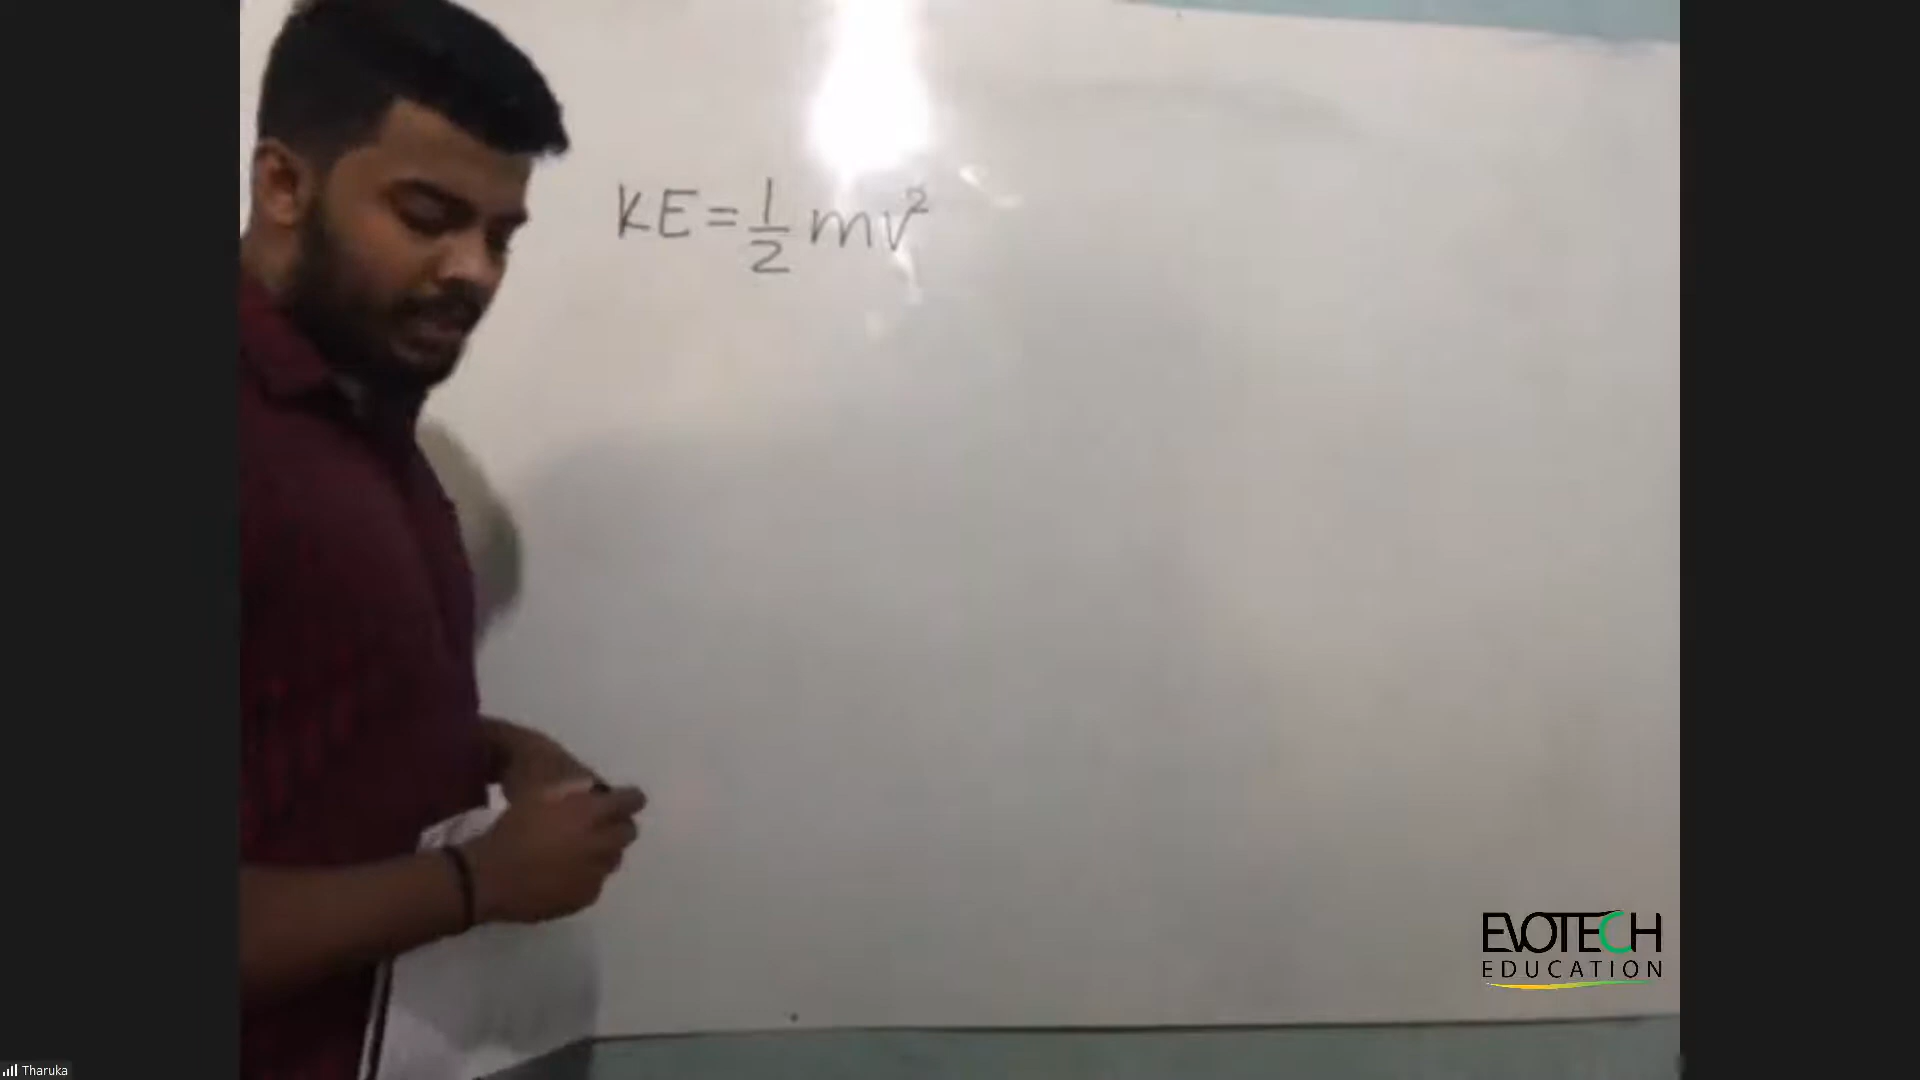 KE = 1/2 mv²
EVOTECH
EDUCATION
Tharuka